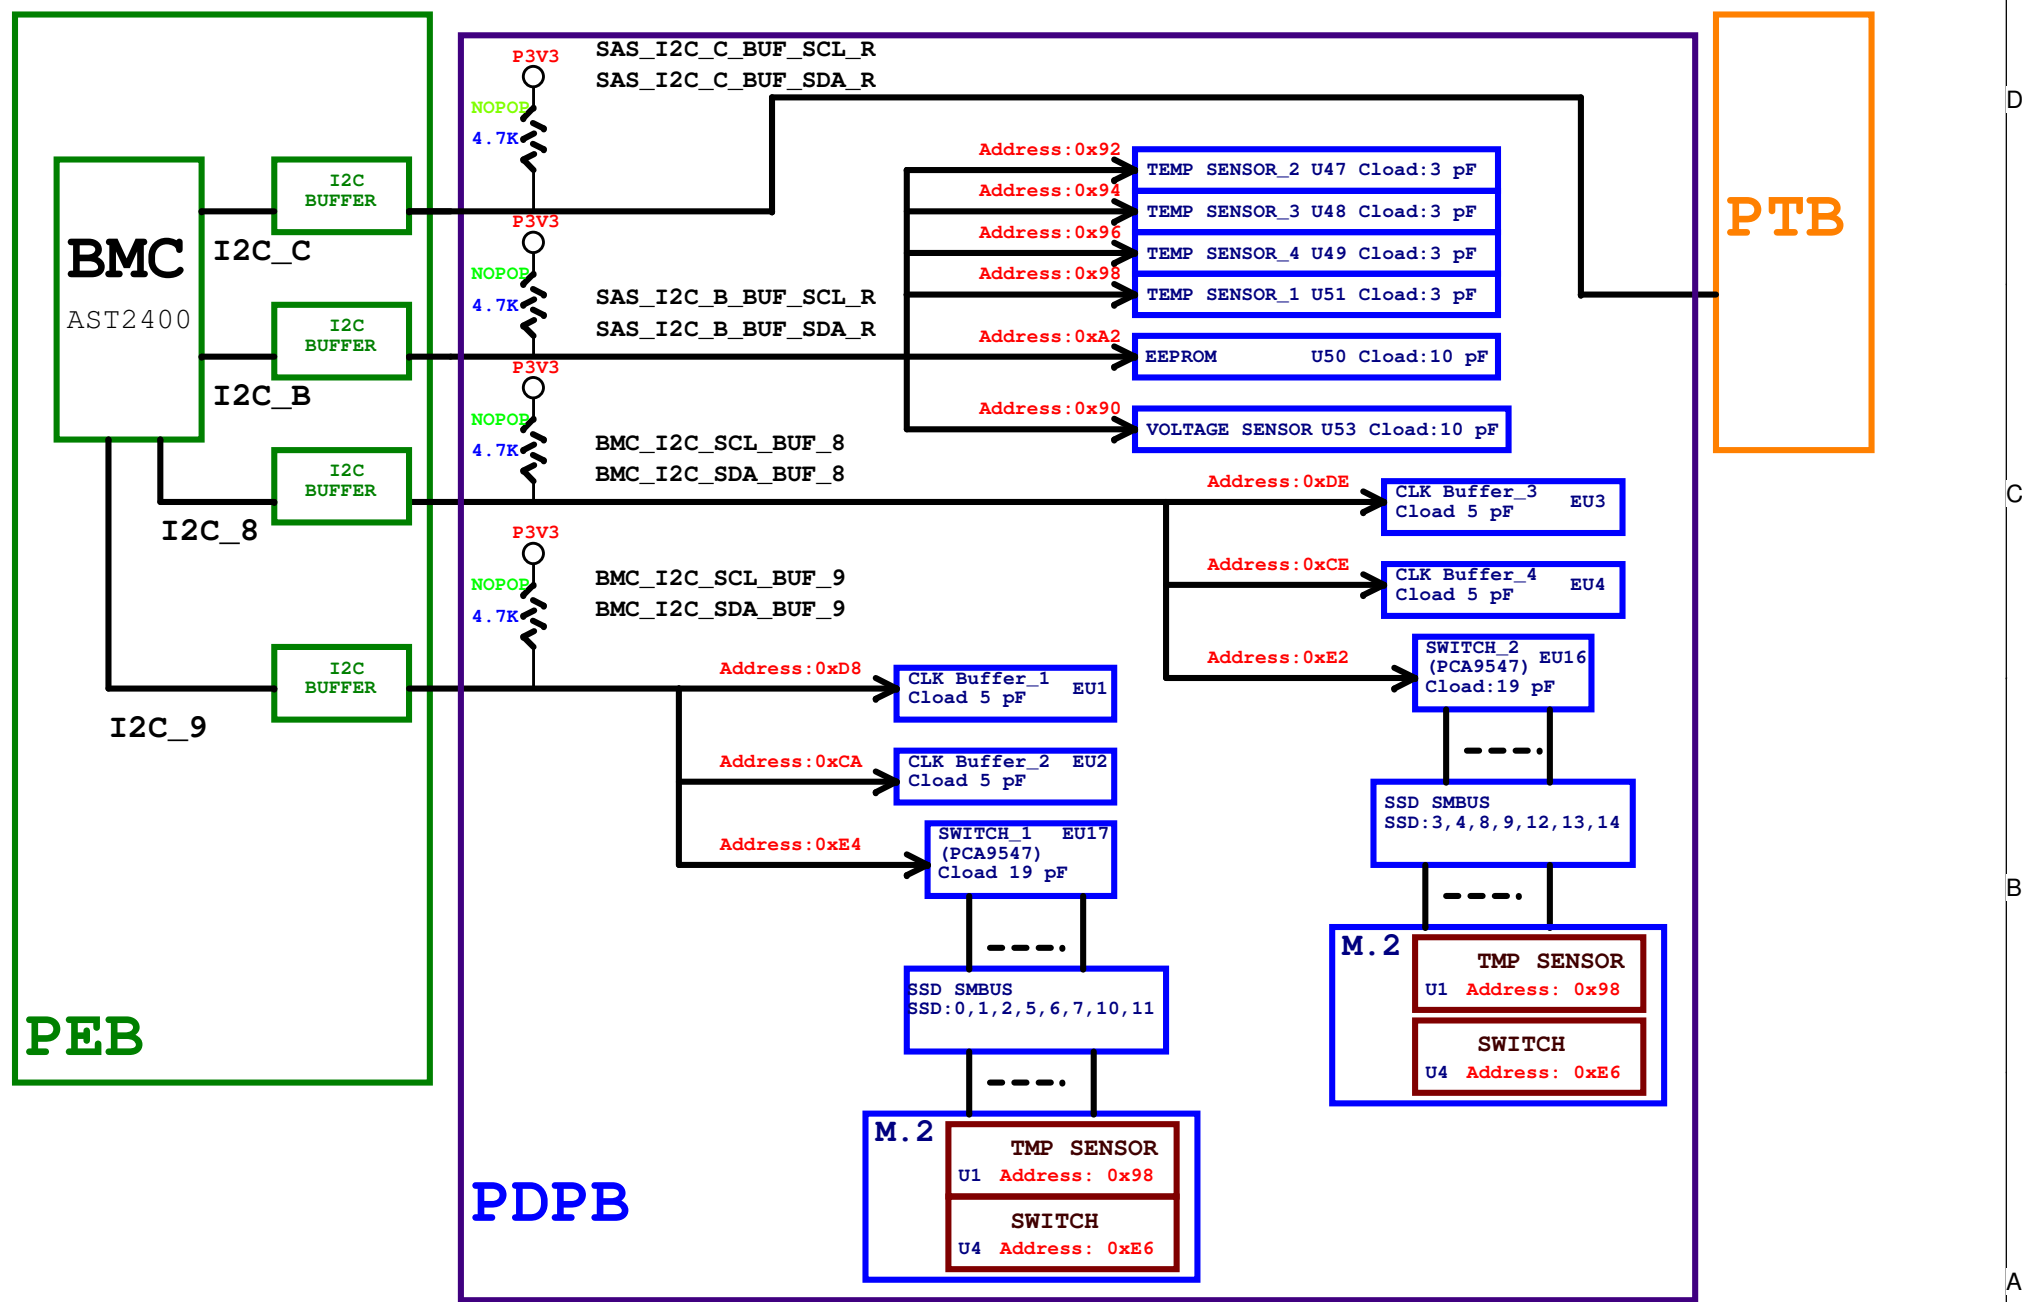 SAS_I2C_C_BUF_SCL_R
SAS_I2C_C_BUF_SDA_R
P3V3
NOPOP
4.7K
D
I2C
BUFFER
I2C_C
BMC
AST2400
Address:0x92
TEMP SENSOR_2 U47 Cload:3 pF
Address:0x94
TEMP SENSOR_3 U48 Cload:3 pF
Address:0x96
TEMP SENSOR_4 U49 Cload:3 pF
Address:0x98
TEMP SENSOR_1 U51 Cload:3 pF
PTB
P3V3
NOPOP
4.7K
SAS_I2C_B_BUF_SCL_R
SAS_I2C_B_BUF_SDA_R
I2C
BUFFER
I2C_B
Address:0xA2
EEPROM U50 Cload:10 pF
Address:0x90
VOLTAGE SENSOR U53 Cload:10 pF
P3V3
NOPOP
4.7K
BMC_I2C_SCL_BUF_8
BMC_I2C_SDA_BUF_8
I2C
BUFFER
I2C_8
Address:0xDE
CLK Buffer_3 EU3
Cload 5 pF
C
Address:0xCE
CLK Buffer_4 EU4
Cload 5 pF
Address:0xE2
SWITCH_2 EU16
(PCA9547)
Cload:19 pF
P3V3
NOPOP
4.7K
BMC_I2C_SCL_BUF_9
BMC_I2C_SDA_BUF_9
I2C
BUFFER
I2C_9
Address:0xD8
CLK Buffer_1 EU1
Cload 5 pF
Address:0xCA
CLK Buffer_2 EU2
Cload 5 pF
Address:0xE4
SWITCH_1 EU17
(PCA9547)
Cload 19 pF
SSD SMBUS
SSD:3,4,8,9,12,13,14
B
M.2
TMP SENSOR
U1 Address: 0x98
SWITCH
U4 Address: 0xE6
SSD SMBUS
SSD:0,1,2,5,6,7,10,11
PEB
M.2
TMP SENSOR
U1 Address: 0x98
SWITCH
U4 Address: 0xE6
PDPB
A